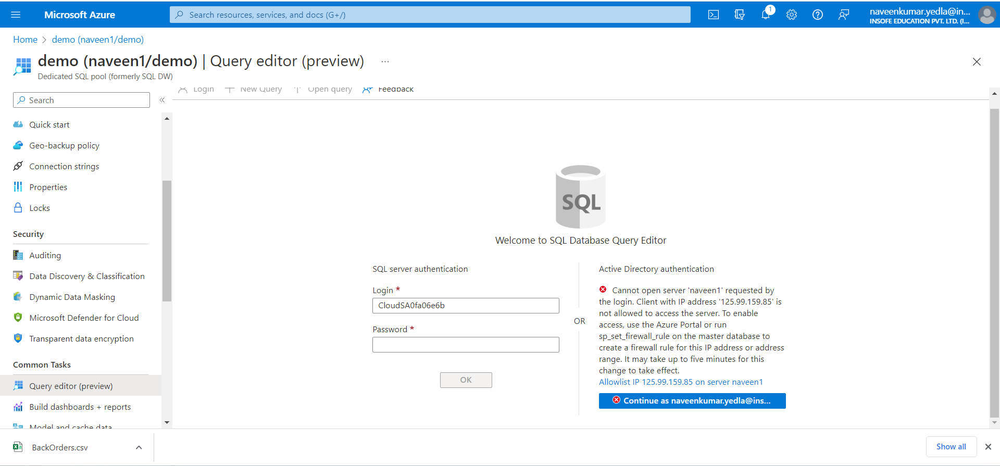 Microsoft Azure
Search resources, services, and docs (G+/)
1
naveenkumar.yedla@in...
INSOFE EDUCATION PVT. LTD. (I...
Home > demo (naveen1/demo)
demo (naveen1/demo) | Query editor (preview) ...
Dedicated SQL pool (formerly SQL DW)
Search
«
Login
New Query
Open query
Feedback
Quick start
Geo-backup policy
Connection strings
Properties
Locks
Security
Auditing
Data Discovery & Classification
Dynamic Data Masking
Microsoft Defender for Cloud
Transparent data encryption
Common Tasks
Query editor (preview)
Build dashboards + reports
Model and cache data
SQL
Welcome to SQL Database Query Editor
SQL server authentication
Login *
CloudSA0fa06e6b
Password *
OK
OR
Active Directory authentication
Cannot open server 'naveen1' requested by
the login. Client with IP address '125.99.159.85' is
not allowed to access the server. To enable
access, use the Azure Portal or run
sp_set_firewall_rule on the master database to
create a firewall rule for this IP address or address
range. It may take up to five minutes for this
change to take effect.
Allowlist IP 125.99.159.85 on server naveen1
Continue as naveenkumar.yedla@ins...
BackOrders.csv
Show all